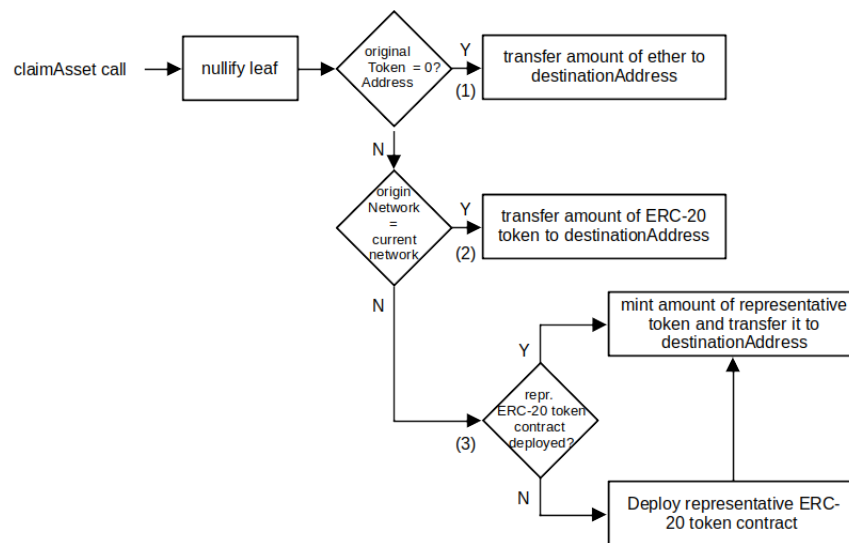 claimAsset call
nullify leaf
original
Token = 0?
Address
Y
(1)
transfer amount of ether to
destinationAddress
N
origin
Network
=
current
network
Y
(2)
transfer amount of ERC-20
token to destinationAddress
N
(3)
repr.
ERC-20 token
contract
deployed?
Y
mint amount of representative
token and transfer it to
destinationAddress
N
Deploy representative ERC-
20 token contract